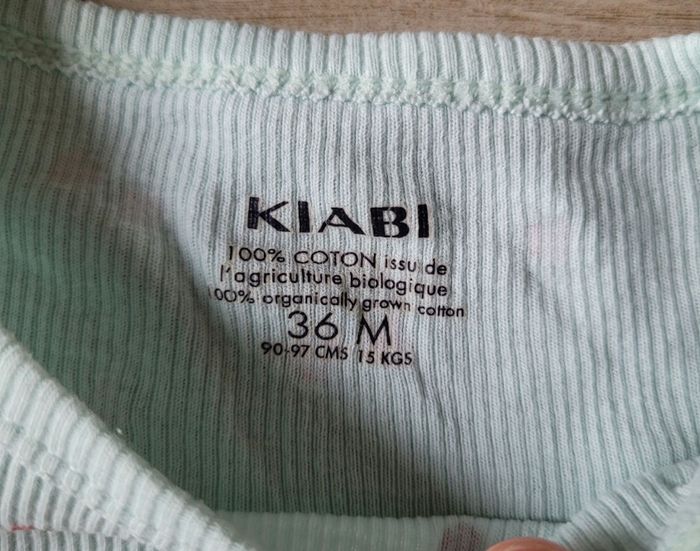 KIABI
100% COTON issu de
l'agriculture biologique
100% organically grown cotton
36 M
90-97 CMS 15 KGS